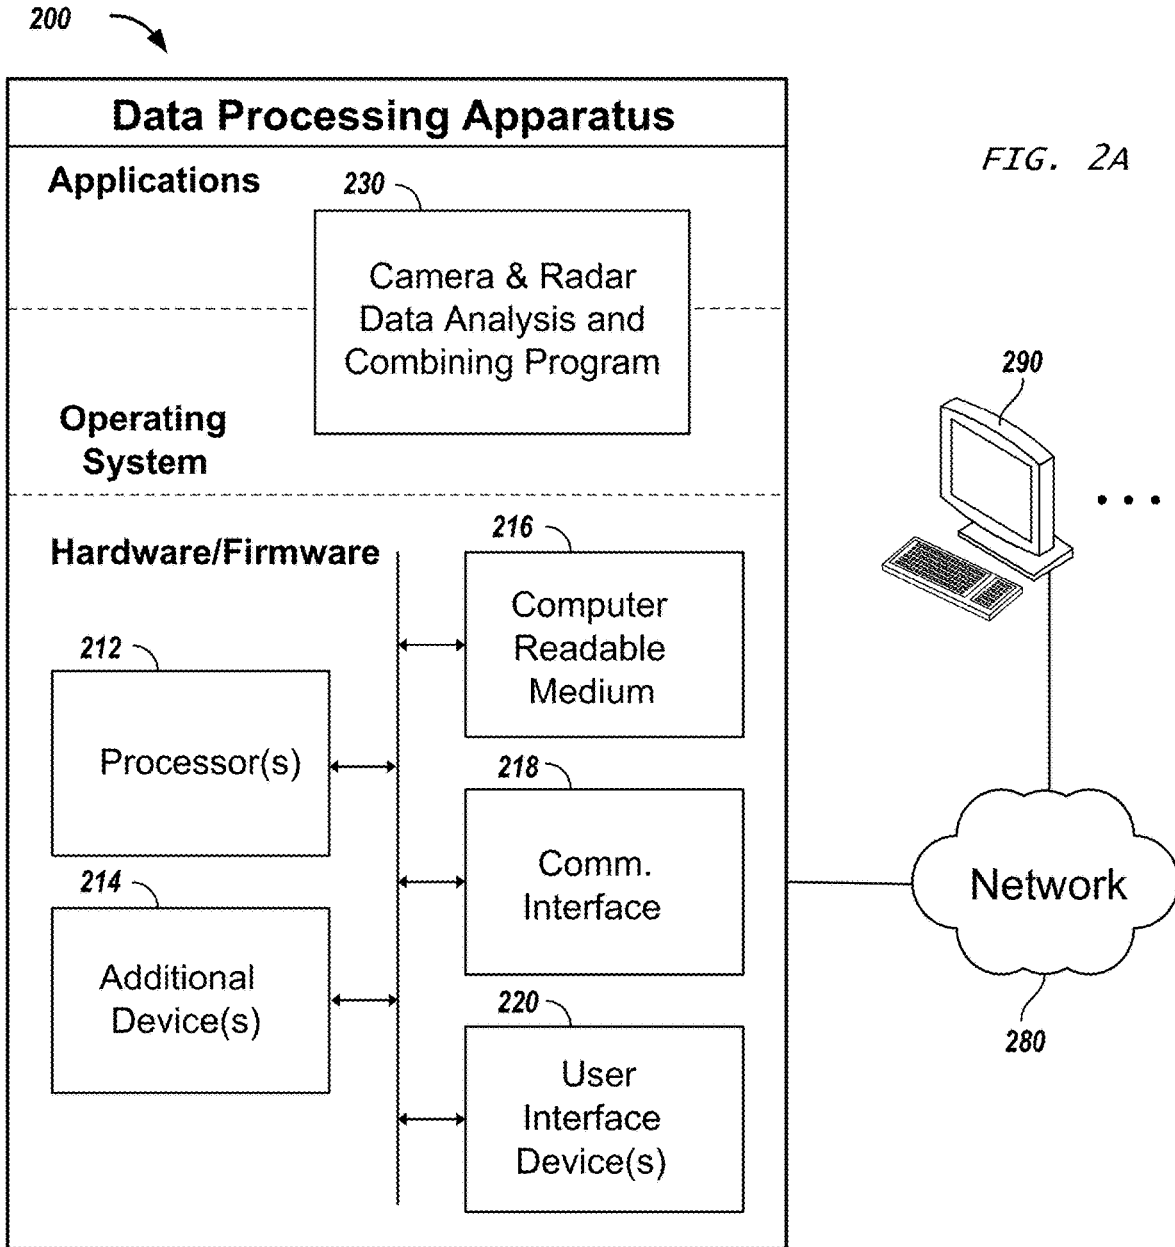 200
Data Processing Apparatus
FIG. 2A
Applications
230
Camera & Radar
Data Analysis and
Combining Program
Operating
System
290
Hardware/Firmware
216
Computer
Readable
Medium
212
Processor(s)
218
Comm.
Interface
214
Additional
Device(s)
220
User
Interface
Device(s)
Network
280